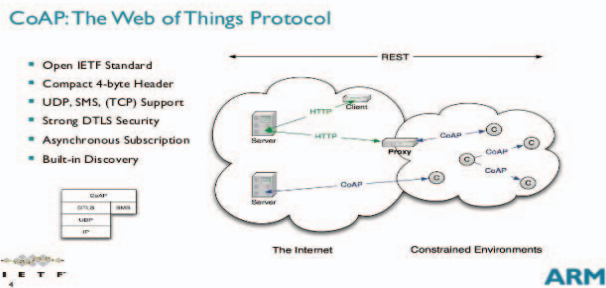 CoAP: The Web of Things Protocol
Open IETF Standard
Compact 4-byte Header
UDP, SMS, (TCP) Support
Strong DTLS Security
Asynchronous Subscription
Built-in Discovery
REST
Client
HTTP
Server
HTTP
Proxy
CoAP
C
C
C
CoAP
CoAP
C
C
CoAP
Server
The Internet
Constrained Environments
CoAP
DTLS
SMS
UDP
IP
I E T F
4
ARM